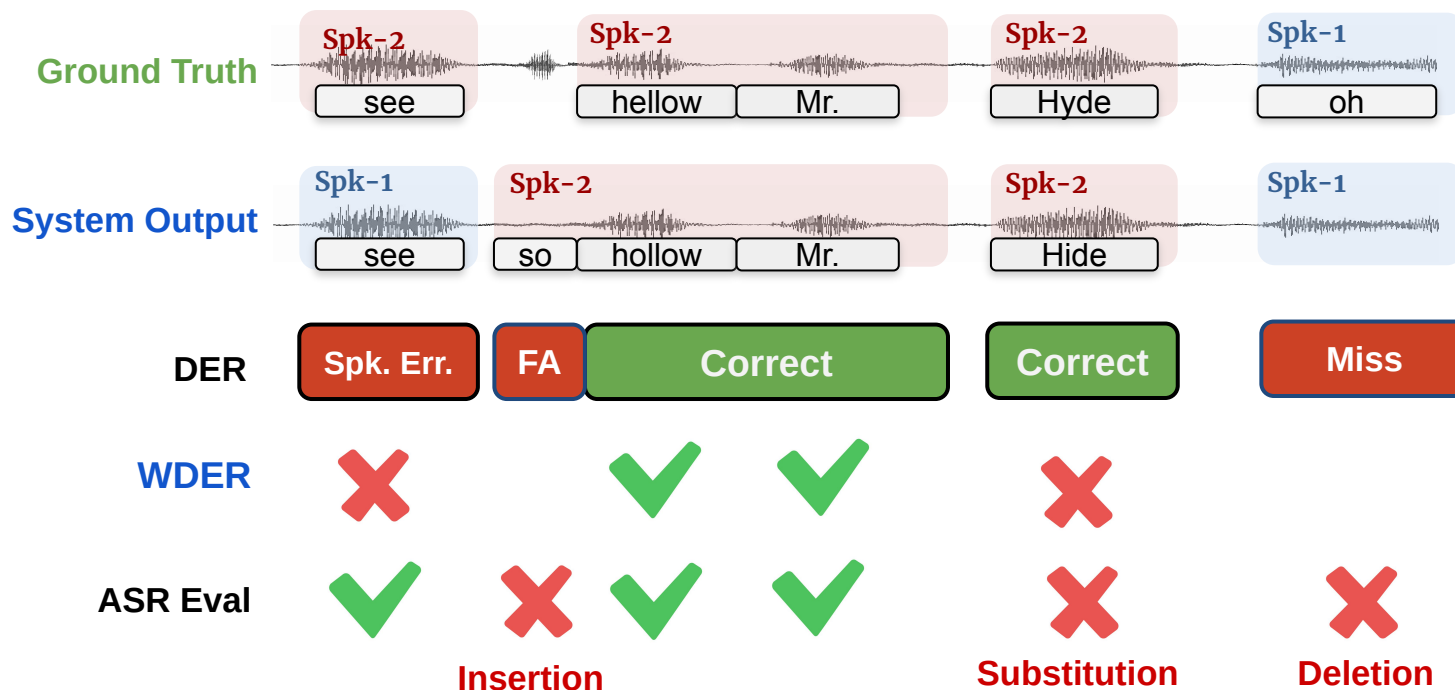 Spk-2 Spk-2 Spk-2 Spk-1
Ground Truth
see hellow Mr. Hyde oh
Spk-1 Spk-2 Spk-2 Spk-1
System Output
see so hollow Mr. Hide
DER Spk. Err. FA Correct Correct Miss
WDER
ASR Eval
Insertion Substitution Deletion